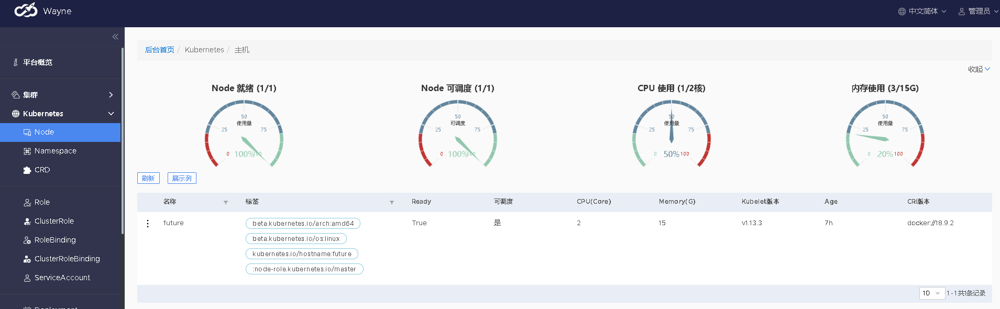 Wayne
中文简体
管理员
后台首页 / Kubernetes / 主机
收起
平台概览
集群
Kubernetes
Node
Namespace
CRD
Role
ClusterRole
RoleBinding
ClusterRoleBinding
ServiceAccount
Deployment
Node 就绪 (1/1)
0 25 50 75 100
使用量
100%
Node 可调度 (1/1)
0 25 50 75 100
可调度
100%
CPU 使用 (1/2核)
0 25 50 75 100
使用量
50%
内存使用 (3/15G)
0 25 50 75 100
使用量
20%
刷新 展示列
名称 标签 Ready 可调度 CPU(Core) Memory(G) Kubelet版本 Age CRI版本
future beta.kubernetes.io/arch:amd64 True 是 2 15 v1.13.3 7h docker://18.9.2
beta.kubernetes.io/os:linux
kubernetes.io/hostname:future
:node-role.kubernetes.io/master
10 1 - 1 共1条记录